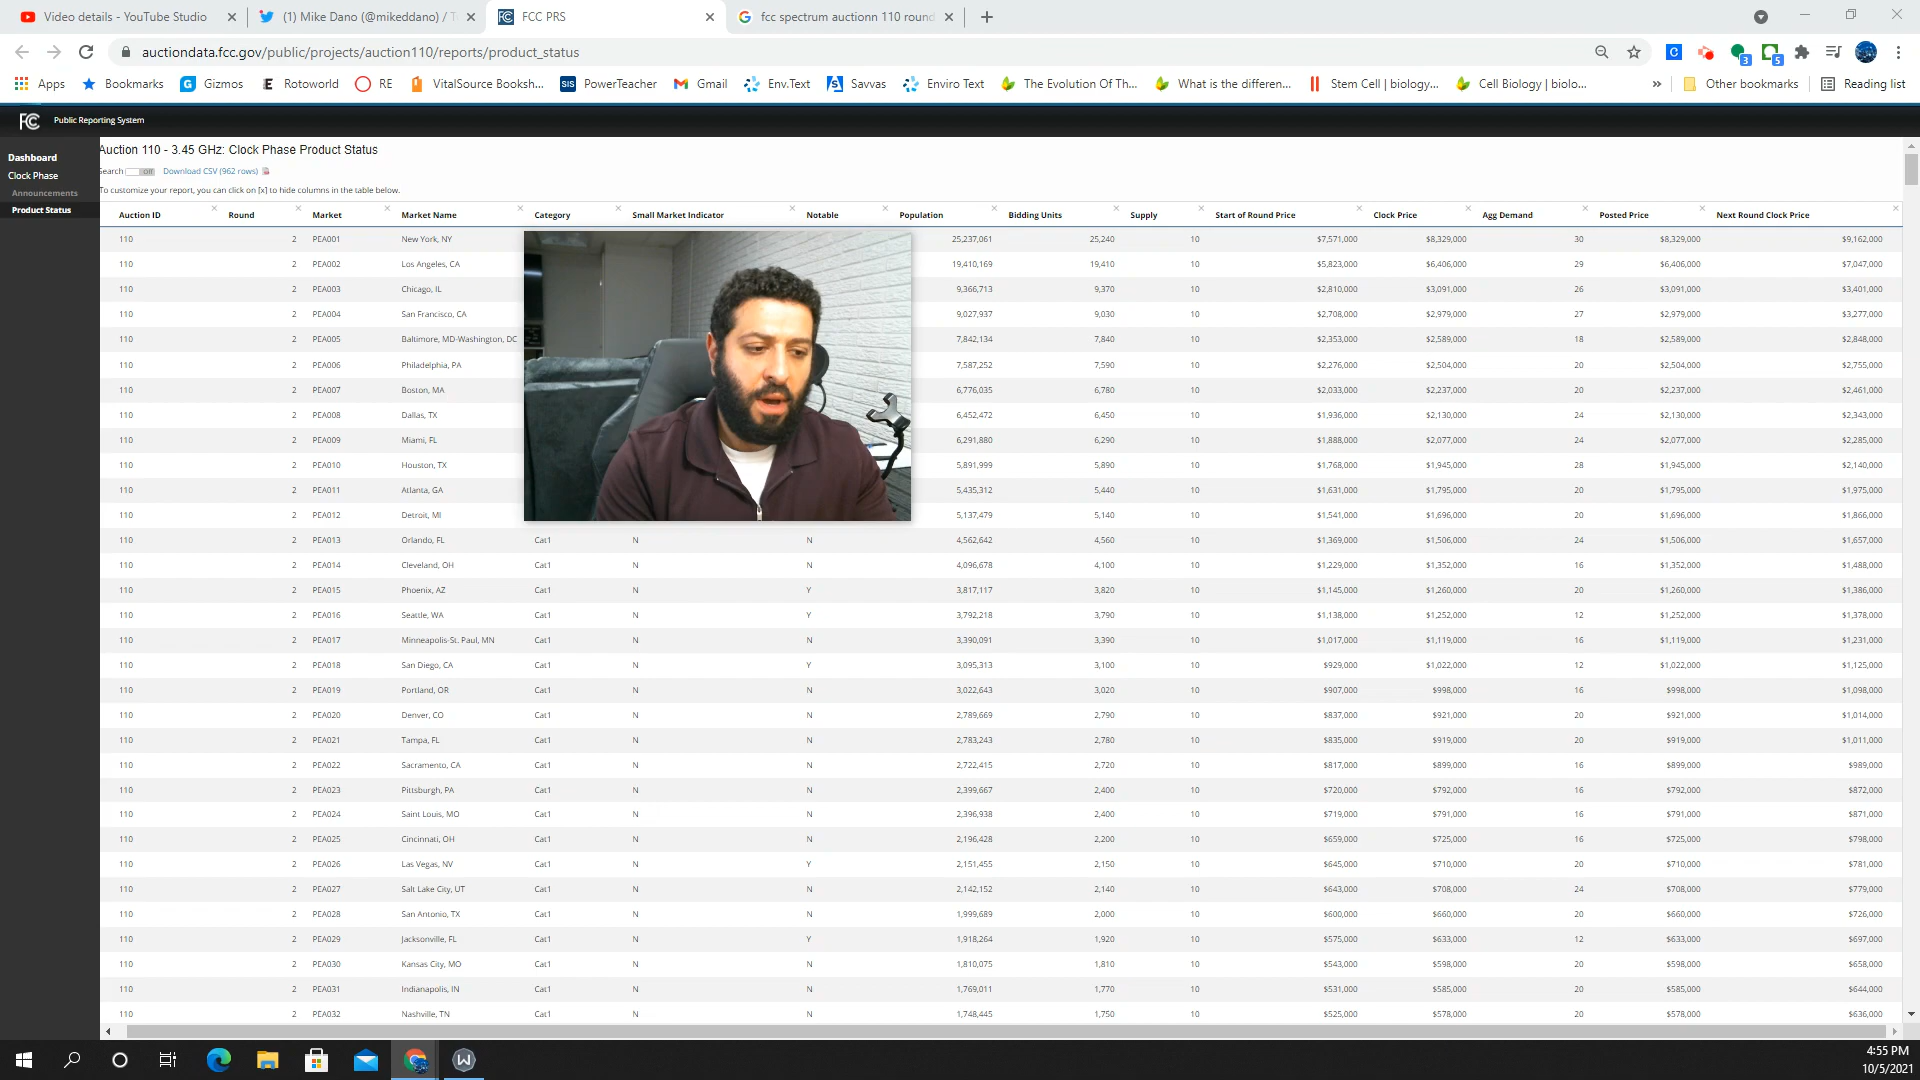 Video details - YouTube Studio
(1) Mike Dano (@mikeddano) / T
FCC PRS
fcc spectrum auctionn 110 round
auctiondata.fcc.gov/public/projects/auction110/reports/product_status
Apps Bookmarks Gizmos Rotoworld RE VitalSource Booksh... PowerTeacher Gmail Env.Text Savvas Enviro Text The Evolution Of Th... What is the differen... Stem Cell | biology... Cell Biology | biolo... » Other bookmarks Reading list
FCC Public Reporting System
Dashboard
Clock Phase
Announcements
Product Status
Auction 110 - 3.45 GHz: Clock Phase Product Status
Search Off Download CSV (962 rows)
To customize your report, you can click on [x] to hide columns in the table below.
Auction ID Round Market Market Name Category Small Market Indicator Notable Population Bidding Units Supply Start of Round Price Clock Price Agg Demand Posted Price Next Round Clock Price
110 2 PEA001 New York, NY 25,237,061 25,240 10 $7,571,000 $8,329,000 30 $8,329,000 $9,162,000
110 2 PEA002 Los Angeles, CA 19,410,169 19,410 10 $5,823,000 $6,406,000 29 $6,406,000 $7,047,000
110 2 PEA003 Chicago, IL 9,366,713 9,370 10 $2,810,000 $3,091,000 26 $3,091,000 $3,401,000
110 2 PEA004 San Francisco, CA 9,027,937 9,030 10 $2,708,000 $2,979,000 27 $2,979,000 $3,277,000
110 2 PEA005 Baltimore, MD-Washington, DC 7,842,134 7,840 10 $2,353,000 $2,589,000 18 $2,589,000 $2,848,000
110 2 PEA006 Philadelphia, PA 7,587,252 7,590 10 $2,276,000 $2,504,000 20 $2,504,000 $2,755,000
110 2 PEA007 Boston, MA 6,776,035 6,780 10 $2,033,000 $2,237,000 20 $2,237,000 $2,461,000
110 2 PEA008 Dallas, TX 6,452,472 6,450 10 $1,936,000 $2,130,000 24 $2,130,000 $2,343,000
110 2 PEA009 Miami, FL 6,291,880 6,290 10 $1,888,000 $2,077,000 24 $2,077,000 $2,285,000
110 2 PEA010 Houston, TX 5,891,999 5,890 10 $1,768,000 $1,945,000 28 $1,945,000 $2,140,000
110 2 PEA011 Atlanta, GA 5,435,312 5,440 10 $1,631,000 $1,795,000 20 $1,795,000 $1,975,000
110 2 PEA012 Detroit, MI 5,137,479 5,140 10 $1,541,000 $1,696,000 20 $1,696,000 $1,866,000
110 2 PEA013 Orlando, FL Cat1 N N 4,562,642 4,560 10 $1,369,000 $1,506,000 24 $1,506,000 $1,657,000
110 2 PEA014 Cleveland, OH Cat1 N N 4,096,678 4,100 10 $1,229,000 $1,352,000 16 $1,352,000 $1,488,000
110 2 PEA015 Phoenix, AZ Cat1 N Y 3,817,117 3,820 10 $1,145,000 $1,260,000 20 $1,260,000 $1,386,000
110 2 PEA016 Seattle, WA Cat1 N Y 3,792,218 3,790 10 $1,138,000 $1,252,000 12 $1,252,000 $1,378,000
110 2 PEA017 Minneapolis-St. Paul, MN Cat1 N N 3,390,091 3,390 10 $1,017,000 $1,119,000 16 $1,119,000 $1,231,000
110 2 PEA018 San Diego, CA Cat1 N Y 3,095,313 3,100 10 $929,000 $1,022,000 12 $1,022,000 $1,125,000
110 2 PEA019 Portland, OR Cat1 N N 3,022,643 3,020 10 $907,000 $998,000 16 $998,000 $1,098,000
110 2 PEA020 Denver, CO Cat1 N N 2,789,669 2,790 10 $837,000 $921,000 20 $921,000 $1,014,000
110 2 PEA021 Tampa, FL Cat1 N N 2,783,243 2,780 10 $835,000 $919,000 20 $919,000 $1,011,000
110 2 PEA022 Sacramento, CA Cat1 N N 2,722,415 2,720 10 $817,000 $899,000 16 $899,000 $989,000
110 2 PEA023 Pittsburgh, PA Cat1 N N 2,399,667 2,400 10 $720,000 $792,000 16 $792,000 $872,000
110 2 PEA024 Saint Louis, MO Cat1 N N 2,396,938 2,400 10 $719,000 $791,000 16 $791,000 $871,000
110 2 PEA025 Cincinnati, OH Cat1 N N 2,196,428 2,200 10 $659,000 $725,000 16 $725,000 $798,000
110 2 PEA026 Las Vegas, NV Cat1 N Y 2,151,455 2,150 10 $645,000 $710,000 20 $710,000 $781,000
110 2 PEA027 Salt Lake City, UT Cat1 N N 2,142,152 2,140 10 $643,000 $708,000 24 $708,000 $779,000
110 2 PEA028 San Antonio, TX Cat1 N N 1,999,689 2,000 10 $600,000 $660,000 20 $660,000 $726,000
110 2 PEA029 Jacksonville, FL Cat1 N Y 1,918,264 1,920 10 $575,000 $633,000 12 $633,000 $697,000
110 2 PEA030 Kansas City, MO Cat1 N N 1,810,075 1,810 10 $543,000 $598,000 20 $598,000 $658,000
110 2 PEA031 Indianapolis, IN Cat1 N N 1,769,011 1,770 10 $531,000 $585,000 20 $585,000 $644,000
110 2 PEA032 Nashville, TN Cat1 N N 1,748,445 1,750 10 $525,000 $578,000 20 $578,000 $636,000
4:55 PM
10/5/2021